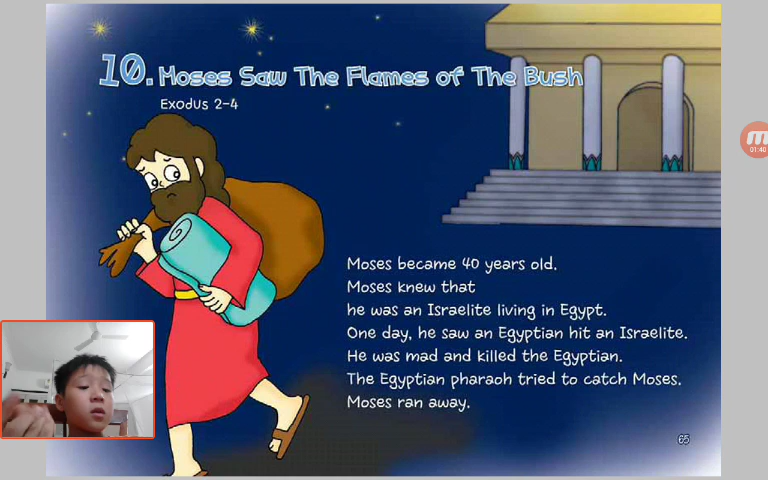 10. Moses Saw The Flames of The Bush
Exodus 2-4
Moses became 40 years old.
Moses knew that
he was an Israelite living in Egypt.
One day, he saw an Egyptian hit an Israelite.
He was mad and killed the Egyptian.
The Egyptian pharaoh tried to catch Moses.
Moses ran away.
65
01:40